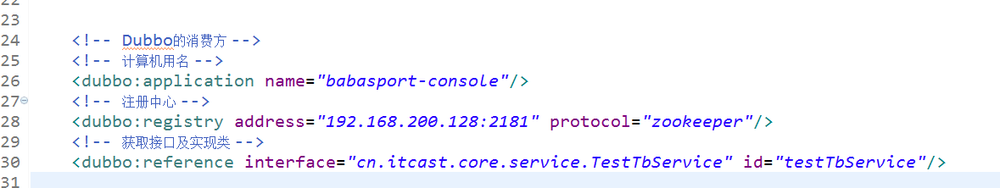 22
23
24 <!-- Dubbo的消费方 -->
25 <!-- 计算机用名 -->
26 <dubbo:application name="babasport-console"/>
27 <!-- 注册中心 -->
28 <dubbo:registry address="192.168.200.128:2181" protocol="zookeeper"/>
29 <!-- 获取接口及实现类 -->
30 <dubbo:reference interface="cn.itcast.core.service.TestTbService" id="testTbService"/>
31